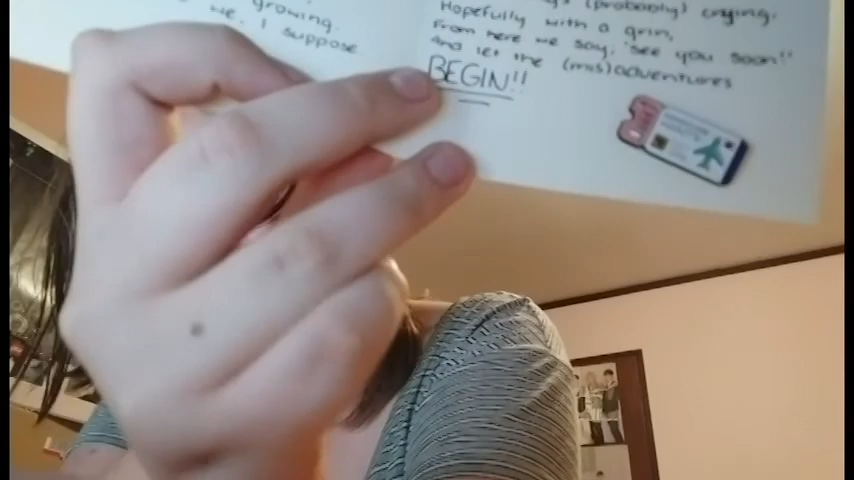 growing.
we, I suppose
(probably) crying.
Hopefully with a grin,
From here we say; "see you soon!"
And let the (mis)adventures
BEGIN!!